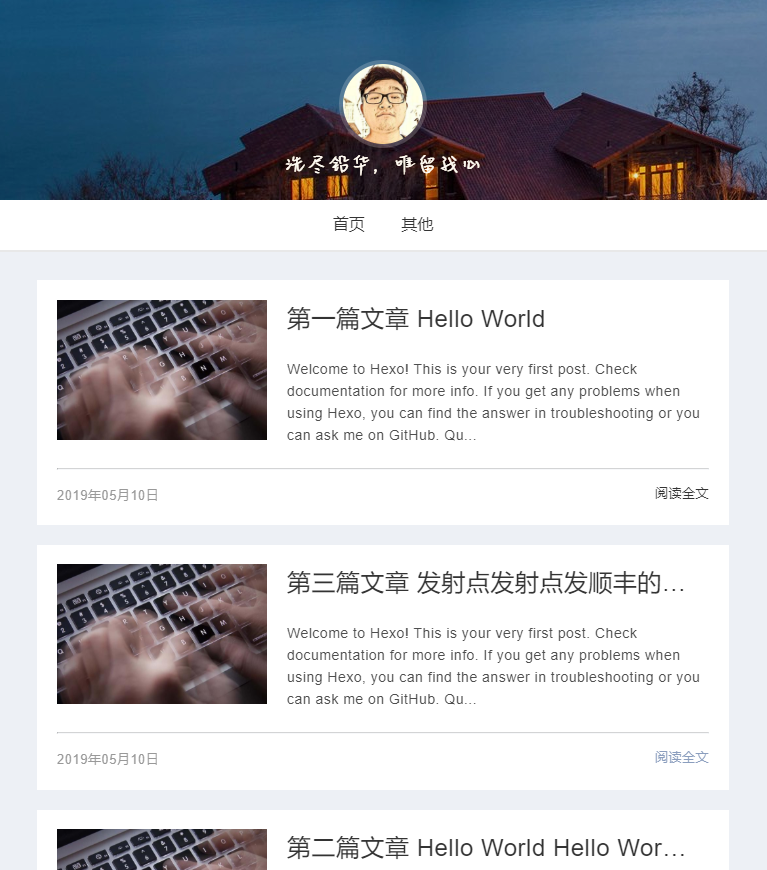 洗尽铅华，唯留我心
首页 其他
第一篇文章 Hello World
Welcome to Hexo! This is your very first post. Check
documentation for more info. If you get any problems when
using Hexo, you can find the answer in troubleshooting or you
can ask me on GitHub. Qu...
2019年05月10日 阅读全文
第三篇文章 发射点发射点发顺丰的...
Welcome to Hexo! This is your very first post. Check
documentation for more info. If you get any problems when
using Hexo, you can find the answer in troubleshooting or you
can ask me on GitHub. Qu...
2019年05月10日 阅读全文
第二篇文章 Hello World Hello Wor...